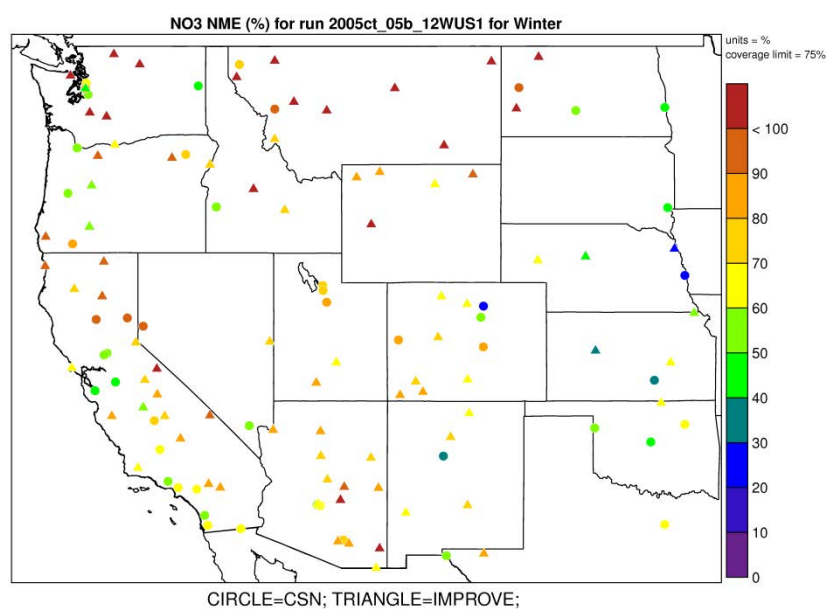 NO3 NME (%) for run 2005ct_05b_12WUS1 for Winter
units = %
coverage limit = 75%
< 100
90
80
70
60
50
40
30
20
10
0
CIRCLE=CSN; TRIANGLE=IMPROVE;